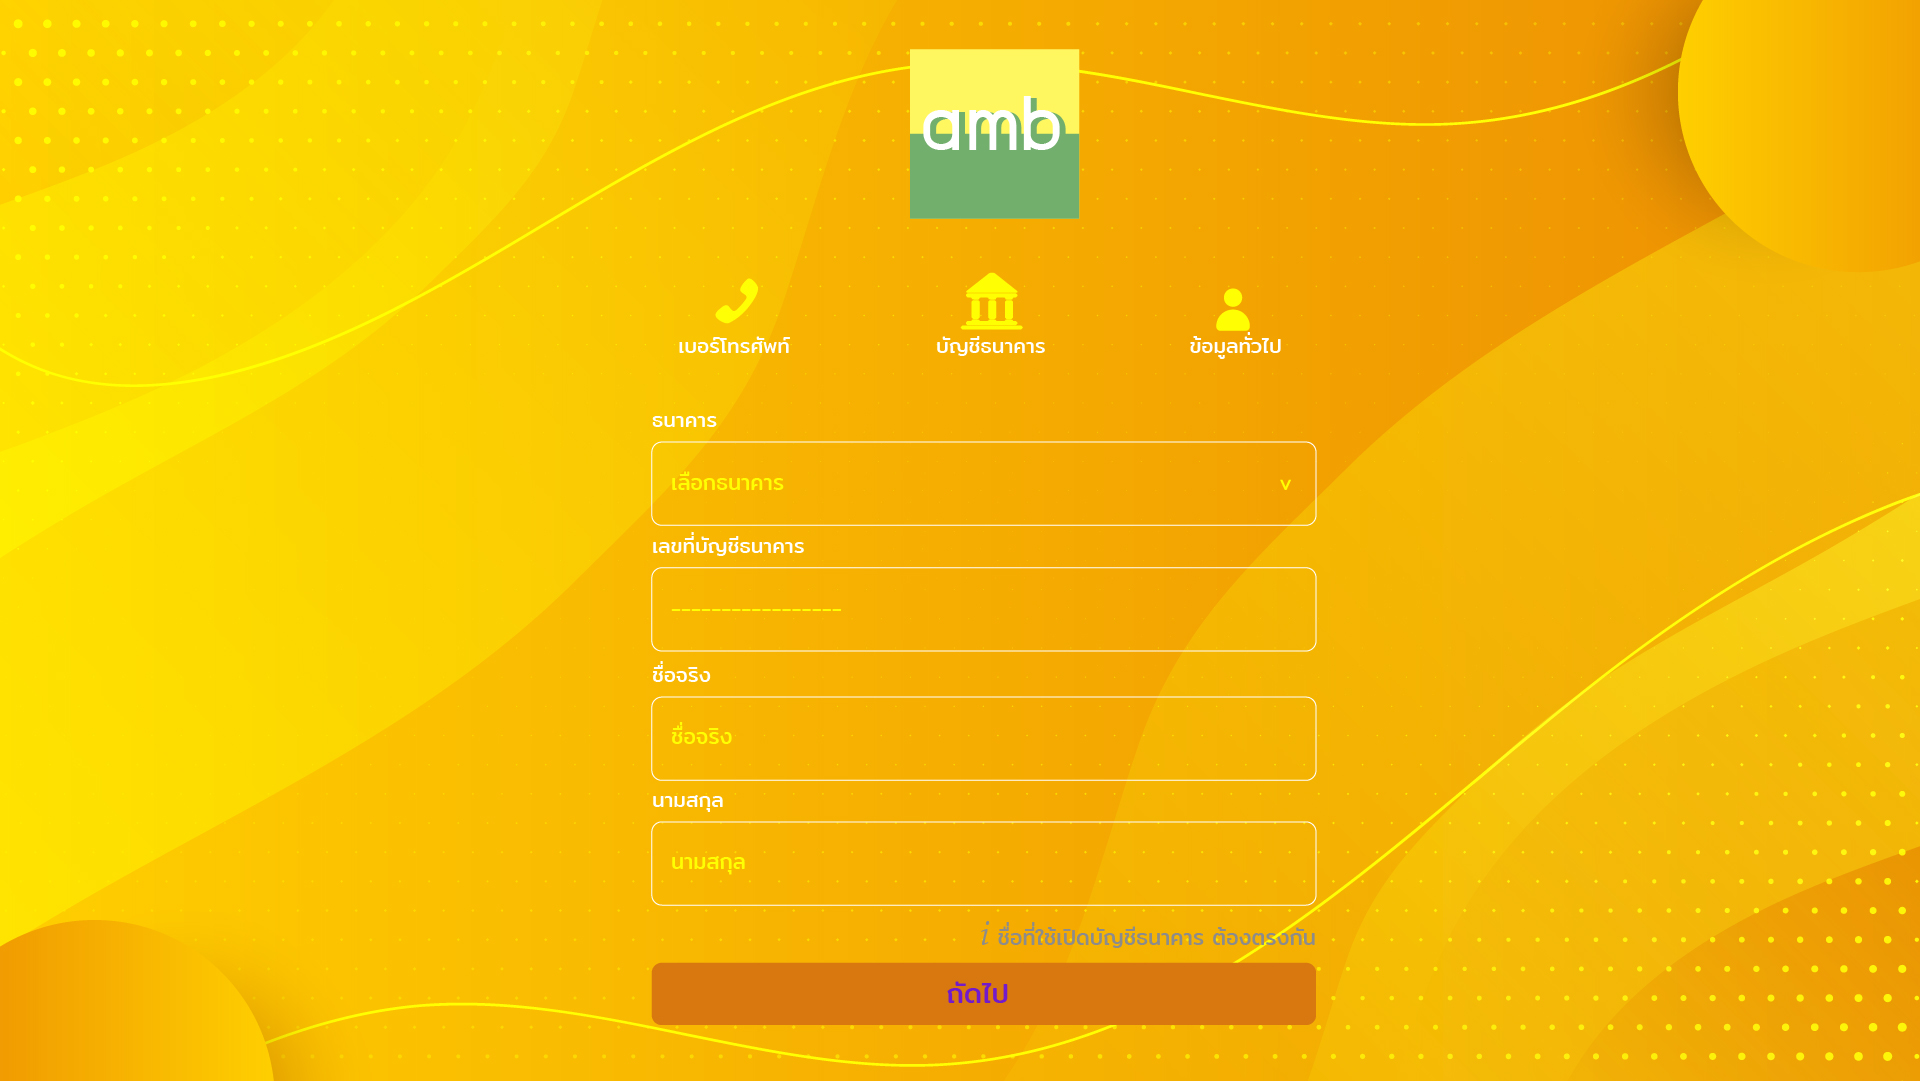 amb
เบอร์โทรศัพท์ บัญชีธนาคาร ข้อมูลทั่วไป
ธนาคาร
เลือกธนาคาร v
เลขที่บัญชีธนาคาร
-----------------
ชื่อจริง
ชื่อจริง
นามสกุล
นามสกุล
i ชื่อที่ใช้เปิดบัญชีธนาคาร ต้องตรงกัน
ถัดไป